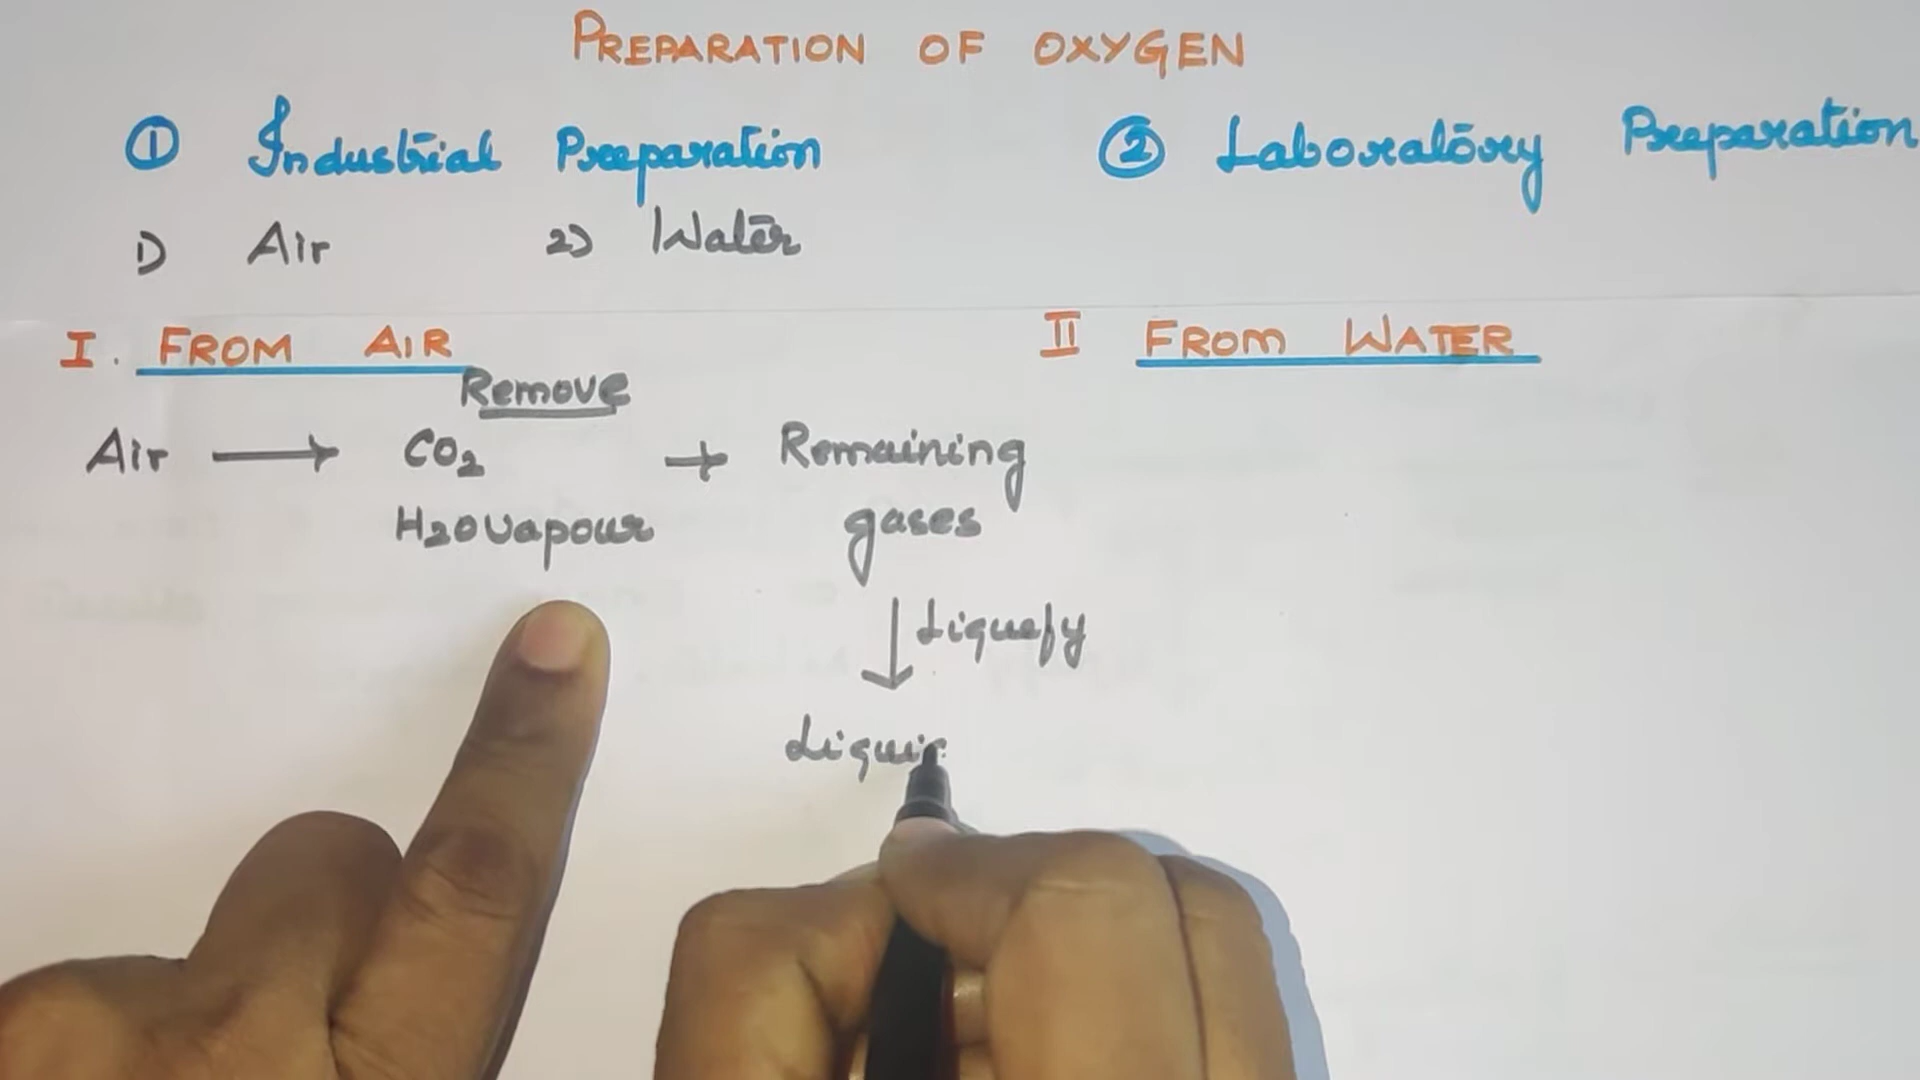 PREPARATION OF OXYGEN
① Industrial Preparation
② Laboratory Preparation
1) Air 2) Water
I. FROM AIR
Remove
Air → CO2 + Remaining
H2O Vapour gases
↓ Liquefy
II FROM WATER